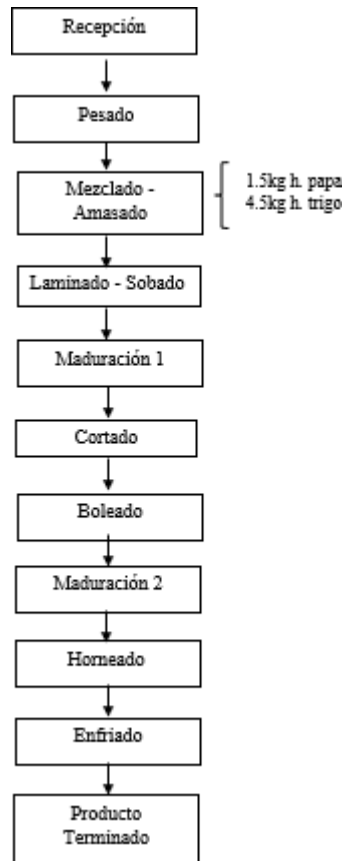 Recepción
Pesado
Mezclado -
Amasado
1.5kg h. papa
4.5kg h. trigo
Laminado - Sobado
Maduración 1
Cortado
Boleado
Maduración 2
Horneado
Enfriado
Producto
Terminado